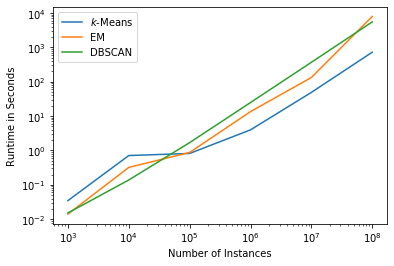 k-Means
EM
DBSCAN
10⁴
10³
10²
10¹
10⁰
10⁻¹
10⁻²
Runtime in Seconds
10³ 10⁴ 10⁵ 10⁶ 10⁷ 10⁸
Number of Instances